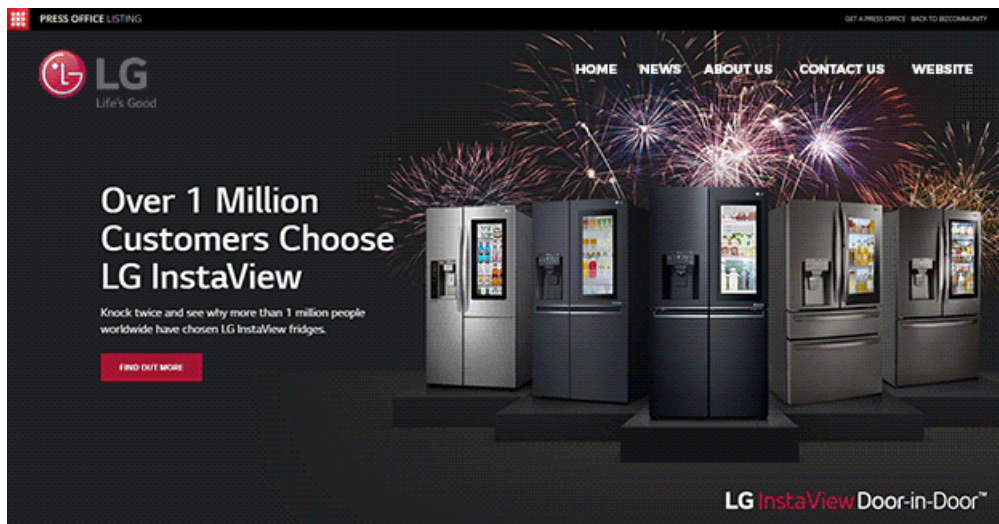 PRESS OFFICE LISTING
GET A PRESS OFFICE BACK TO BIZCOMMUNITY
LG
Life's Good
HOME NEWS ABOUT US CONTACT US WEBSITE
Over 1 Million
Customers Choose
LG InstaView
Knock twice and see why more than 1 million people
worldwide have chosen LG InstaView fridges.
FIND OUT MORE
LG InstaView Door-in-Door™